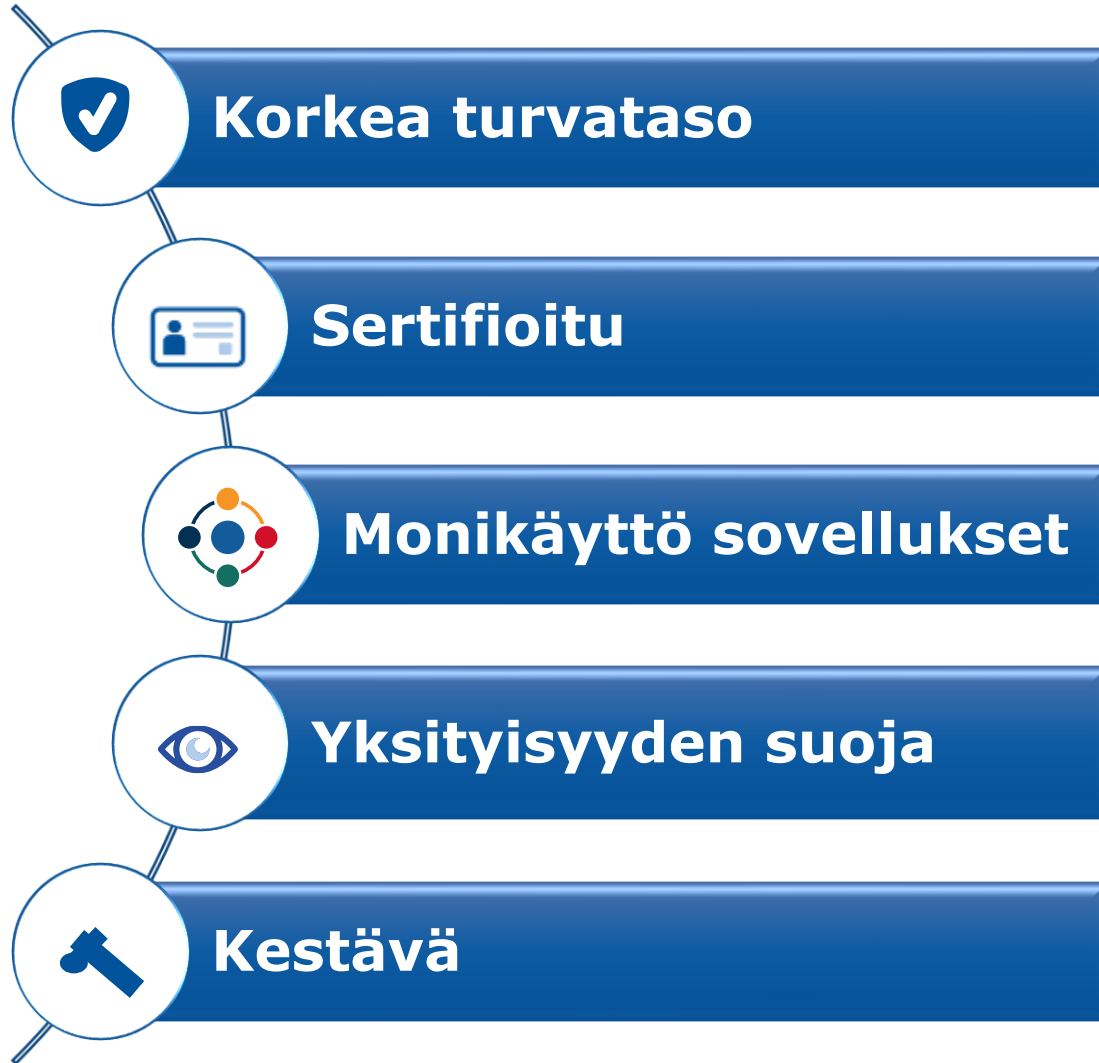 Korkea turvataso
Sertifioitu
Monikäyttö sovellukset
Yksityisyyden suoja
Kestävä